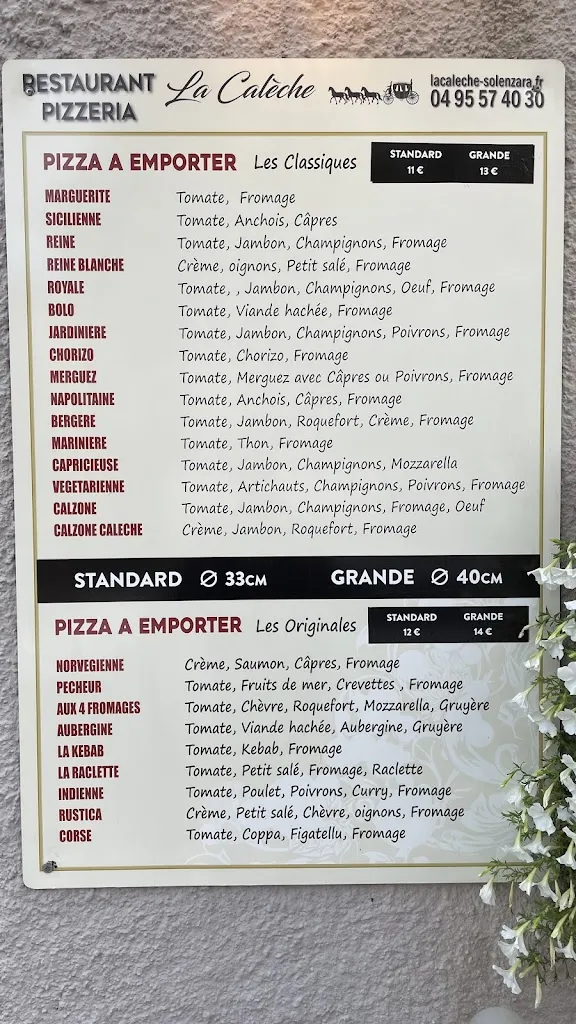 RESTAURANT PIZZERIA La Calèche lacaleche-solenzara.fr
04 95 57 40 30
PIZZA A EMPORTER Les Classiques STANDARD 11 € GRANDE 13 €
MARGUERITE Tomate, Fromage
SICILIENNE Tomate, Anchois, Câpres
REINE Tomate, Jambon, Champignons, Fromage
REINE BLANCHE Crème, oignons, Petit salé, Fromage
ROYALE Tomate, , Jambon, Champignons, Oeuf, Fromage
BOLO Tomate, Viande hachée, Fromage
JARDINIERE Tomate, Jambon, Champignons, Poivrons, Fromage
CHORIZO Tomate, Chorizo, Fromage
MERGUEZ Tomate, Merguez avec Câpres ou Poivrons, Fromage
NAPOLITAINE Tomate, Anchois, Câpres, Fromage
BERGERE Tomate, Jambon, Roquefort, Crème, Fromage
MARINIERE Tomate, Thon, Fromage
CAPRICIEUSE Tomate, Jambon, Champignons, Mozzarella
VEGETARIENNE Tomate, Artichauts, Champignons, Poivrons, Fromage
CALZONE Tomate, Jambon, Champignons, Fromage, Oeuf
CALZONE CALECHE Crème, Jambon, Roquefort, Fromage
STANDARD Ø 33CM GRANDE Ø 40CM
PIZZA A EMPORTER Les Originales STANDARD 12 € GRANDE 14 €
NORVEGIENNE Crème, Saumon, Câpres, Fromage
PECHEUR Tomate, Fruits de mer, Crevettes , Fromage
AUX 4 FROMAGES Tomate, Chèvre, Roquefort, Mozzarella, Gruyère
AUBERGINE Tomate, Viande hachée, Aubergine, Gruyère
LA KEBAB Tomate, Kebab, Fromage
LA RACLETTE Tomate, Petit salé, Fromage, Raclette
INDIENNE Tomate, Poulet, Poivrons, Curry, Fromage
RUSTICA Crème, Petit salé, Chèvre, oignons, Fromage
CORSE Tomate, Coppa, Figatellu, Fromage